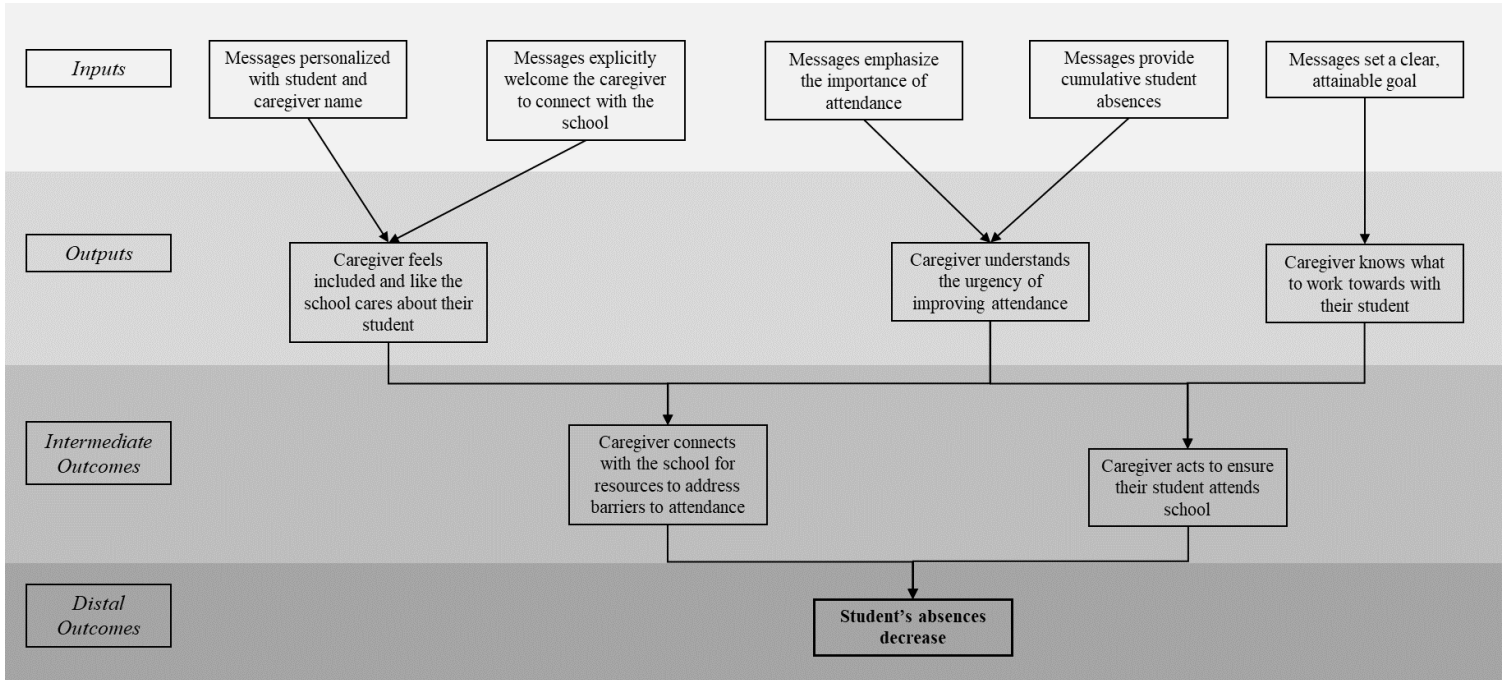 Inputs
Messages personalized
with student and
caregiver name
Messages explicitly
welcome the caregiver
to connect with the
school
Messages emphasize
the importance of
attendance
Messages provide
cumulative student
absences
Messages set a clear,
attainable goal
Outputs
Caregiver feels
included and like the
school cares about their
student
Caregiver understands
the urgency of
improving attendance
Caregiver knows what
to work towards with
their student
Intermediate
Outcomes
Caregiver connects
with the school for
resources to address
barriers to attendance
Caregiver acts to ensure
their student attends
school
Distal
Outcomes
Student’s absences
decrease